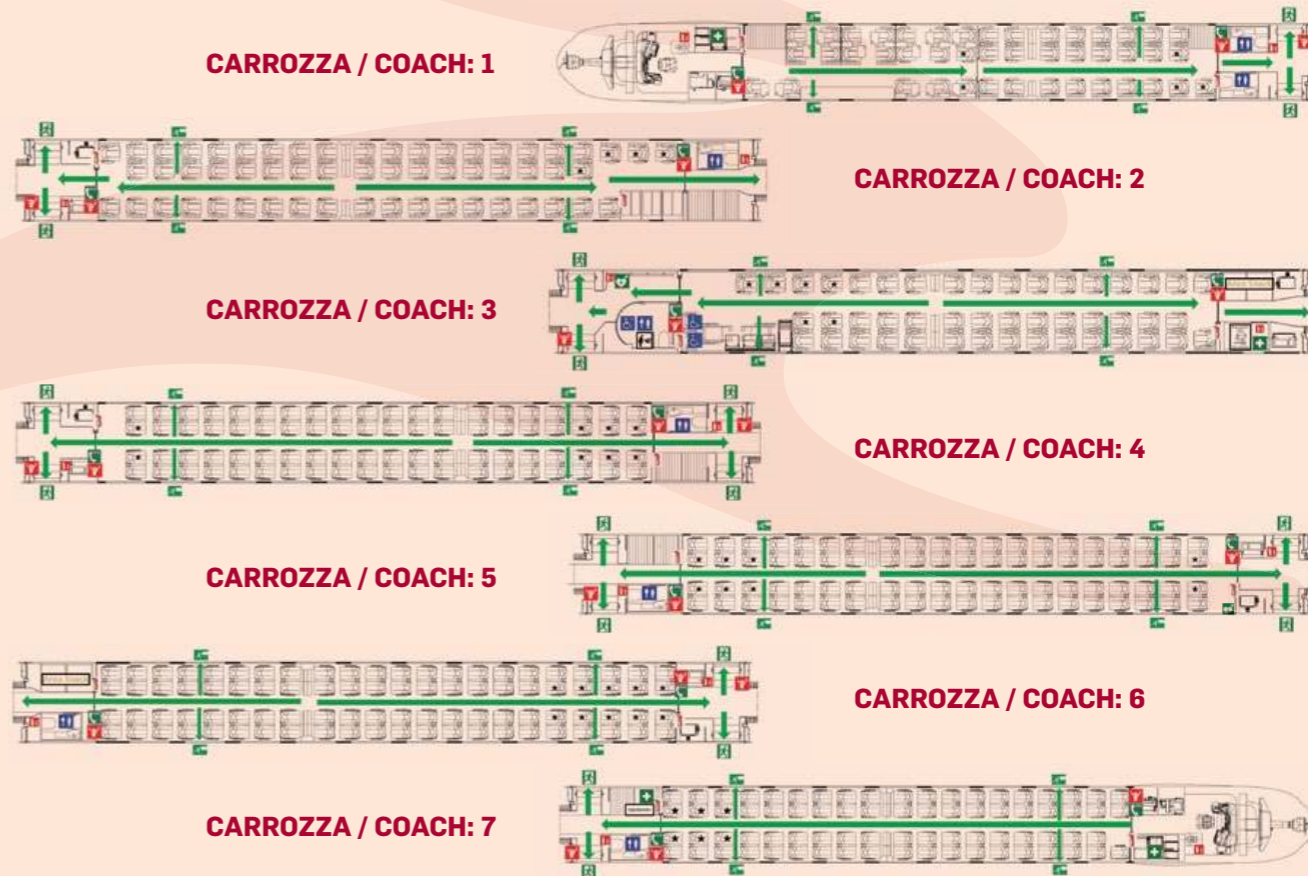 CARROZZA / COACH: 1
CARROZZA / COACH: 2
CARROZZA / COACH: 3
CARROZZA / COACH: 4
CARROZZA / COACH: 5
CARROZZA / COACH: 6
CARROZZA / COACH: 7